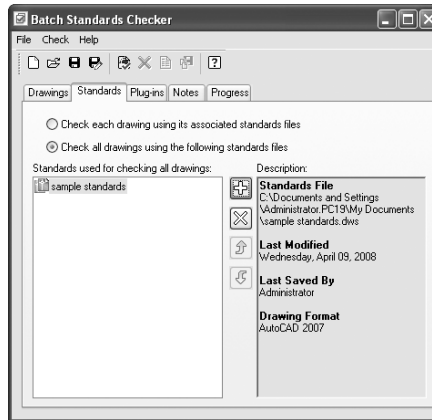 Batch Standards Checker
File Check Help
Drawings Standards Plug-ins Notes Progress
Check each drawing using its associated standards files
Check all drawings using the following standards files
Standards used for checking all drawings:
sample standards
Description:
Standards File
C:\Documents and Settings
\Administrator.PC19\My Documents
\sample standards.dws
Last Modified
Wednesday, April 09, 2008
Last Saved By
Administrator
Drawing Format
AutoCAD 2007